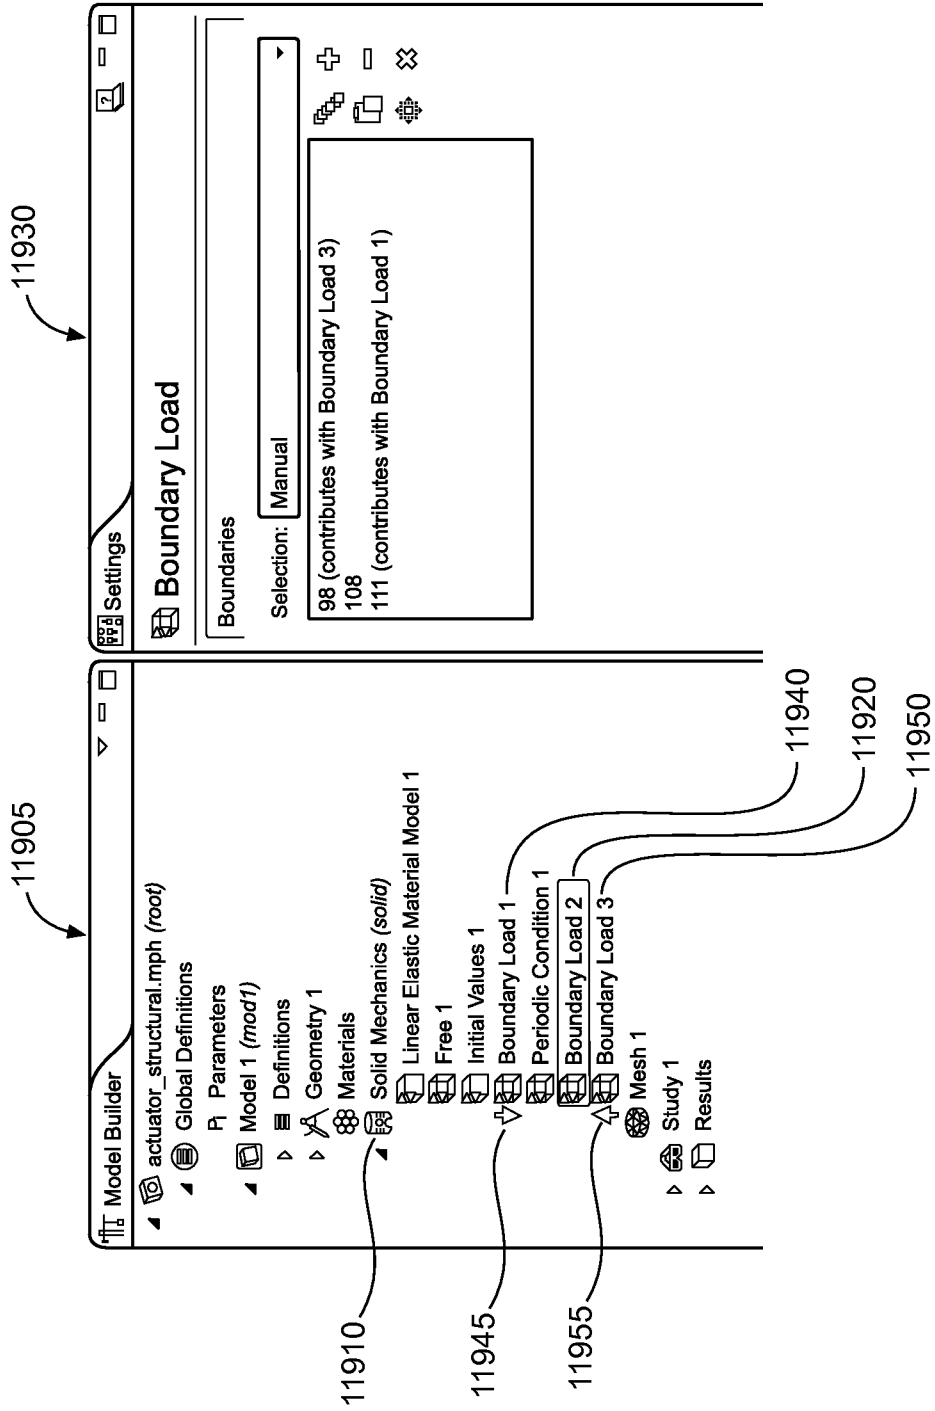 11905
11930
Model Builder
actuator_structural.mph (root)
Global Definitions
Pi Parameters
Model 1 (mod1)
Definitions
Geometry 1
Materials
Solid Mechanics (solid)
Linear Elastic Material Model 1
Free 1
Initial Values 1
Boundary Load 1
Periodic Condition 1
Boundary Load 2
Boundary Load 3
Mesh 1
Study 1
Results
11910
11945
11955
11940
11920
11950
Settings
?
Boundary Load
Boundaries
Selection: Manual
98 (contributes with Boundary Load 3)
108
111 (contributes with Boundary Load 1)